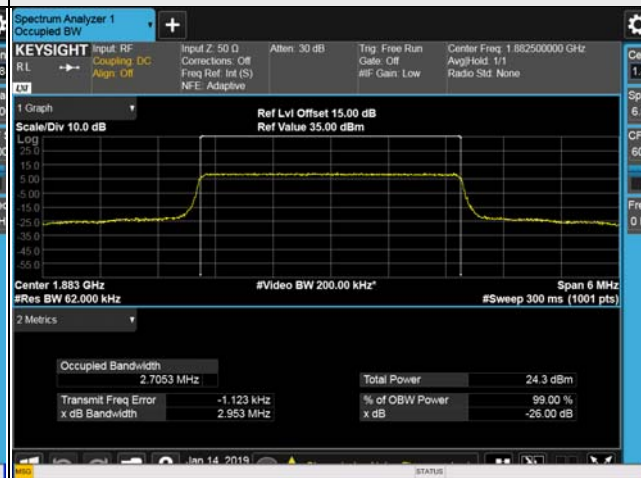 Spectrum Analyzer 1
Occupied BW
+
KEYSIGHT Input: RF
RL
Coupling: DC
Align: Off
LXI
Input Z: 50 Ω
Corrections: Off
Freq Ref: Int (S)
NFE: Adaptive
Atten: 30 dB
Trig: Free Run
Gate: Off
#IF Gain: Low
Center Freq: 1.882500000 GHz
Avg|Hold: 1/1
Radio Std: None
1 Graph
Scale/Div 10.0 dB
Ref Lvl Offset 15.00 dB
Ref Value 35.00 dBm
Log
25.0
15.0
5.00
-5.00
-15.0
-25.0
-35.0
-45.0
-55.0
Center 1.883 GHz
#Video BW 200.00 kHz*
Span 6 MHz
#Res BW 62.000 kHz
#Sweep 300 ms (1001 pts)
2 Metrics
Occupied Bandwidth
2.7053 MHz
Total Power 24.3 dBm
Transmit Freq Error -1.123 kHz
% of OBW Power 99.00 %
x dB Bandwidth 2.953 MHz
x dB -26.00 dB
Jan 14, 2019
MSG
STATUS